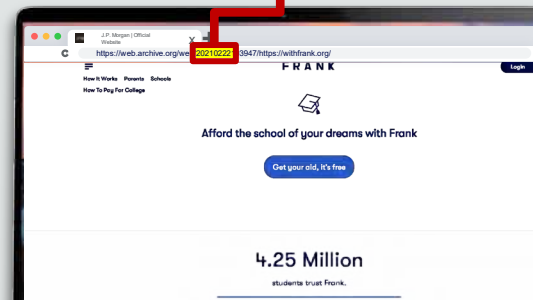 J.P. Morgan | Official
Website
X
https://web.archive.org/we 20210222 3947/https://withfrank.org/
FRANK
Login
How It Works Parents Schools
How To Pay For College
Afford the school of your dreams with Frank
Get your aid, it's free
4.25 Million
students trust Frank.